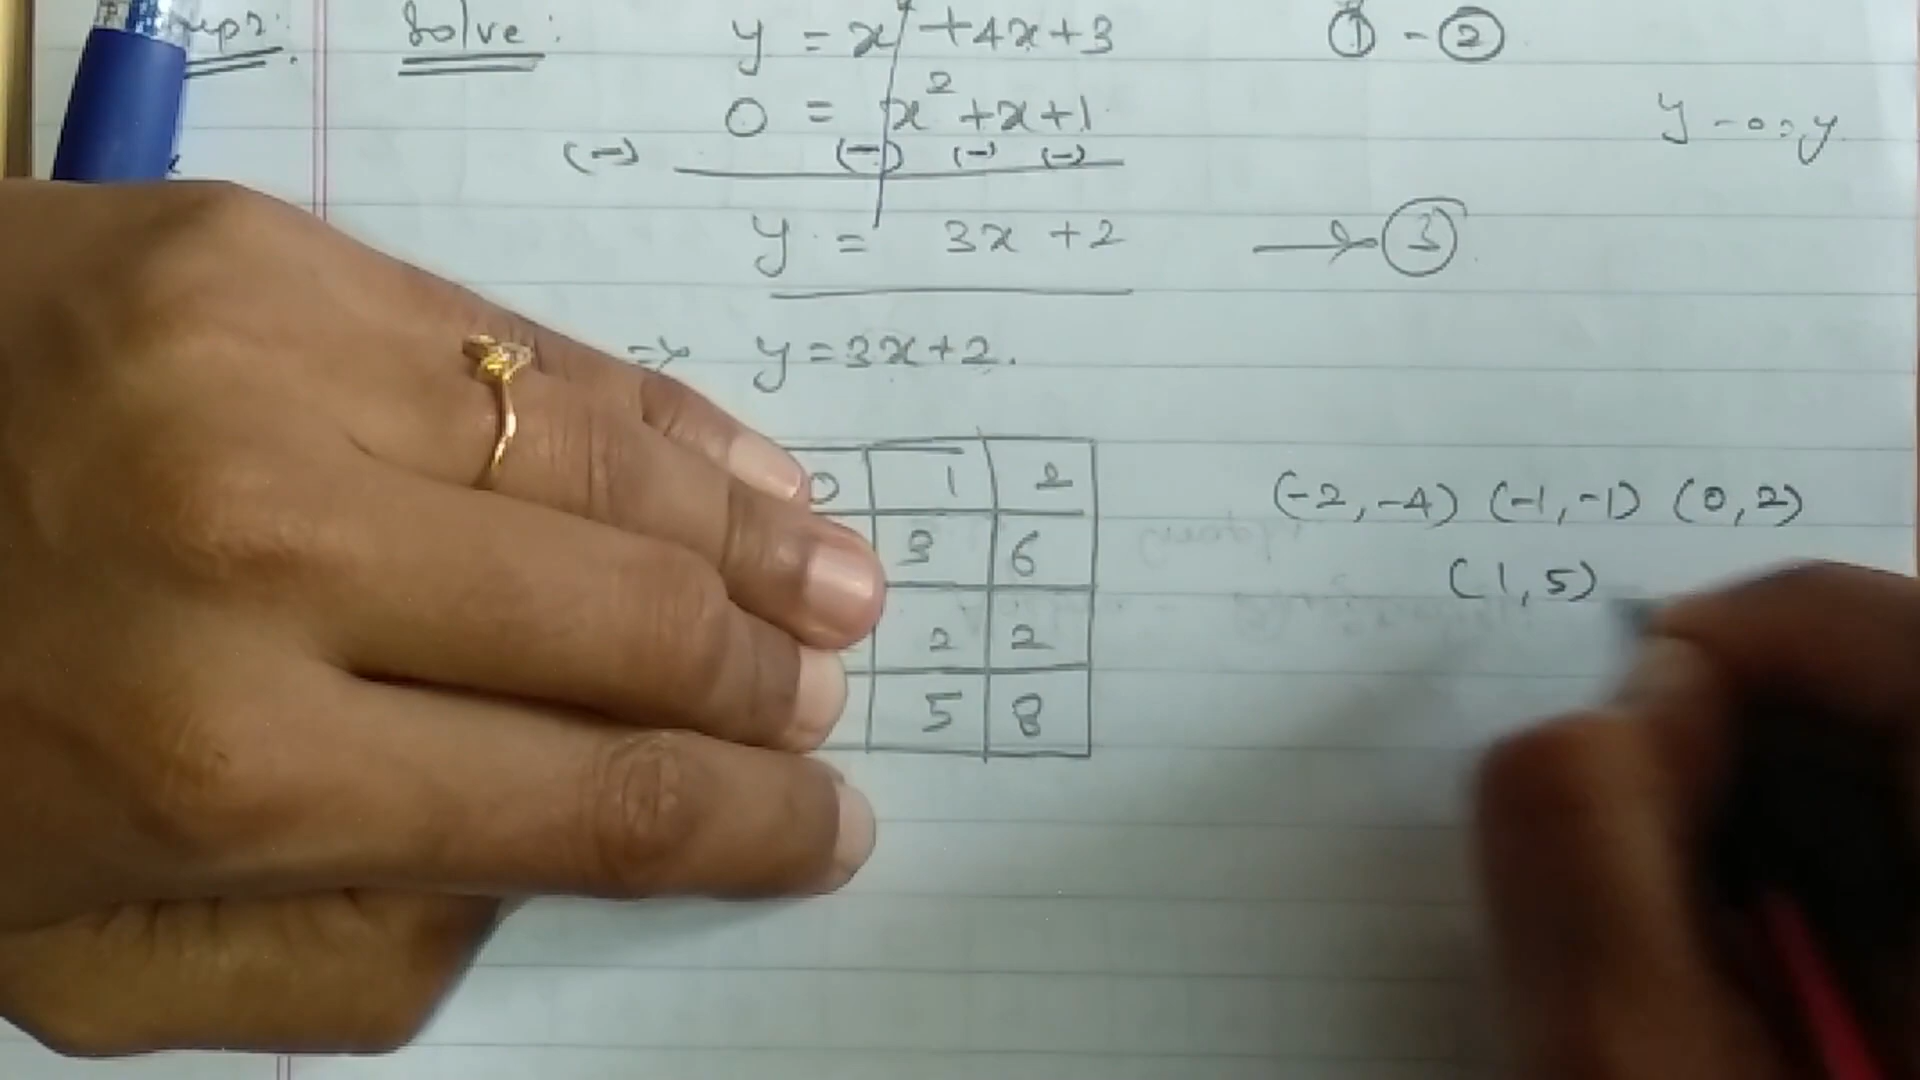 Solve: y = x² + 4x + 3 ① - ②
0 = x² + x + 1 y - 0 = y
(-) (-) (-) (-)
y = 3x + 2 → ③
⇒ y = 3x + 2.
0 1 2 (-2, -4) (-1, -1) (0, 2)
3 6 (1, 5)
2 2
5 8